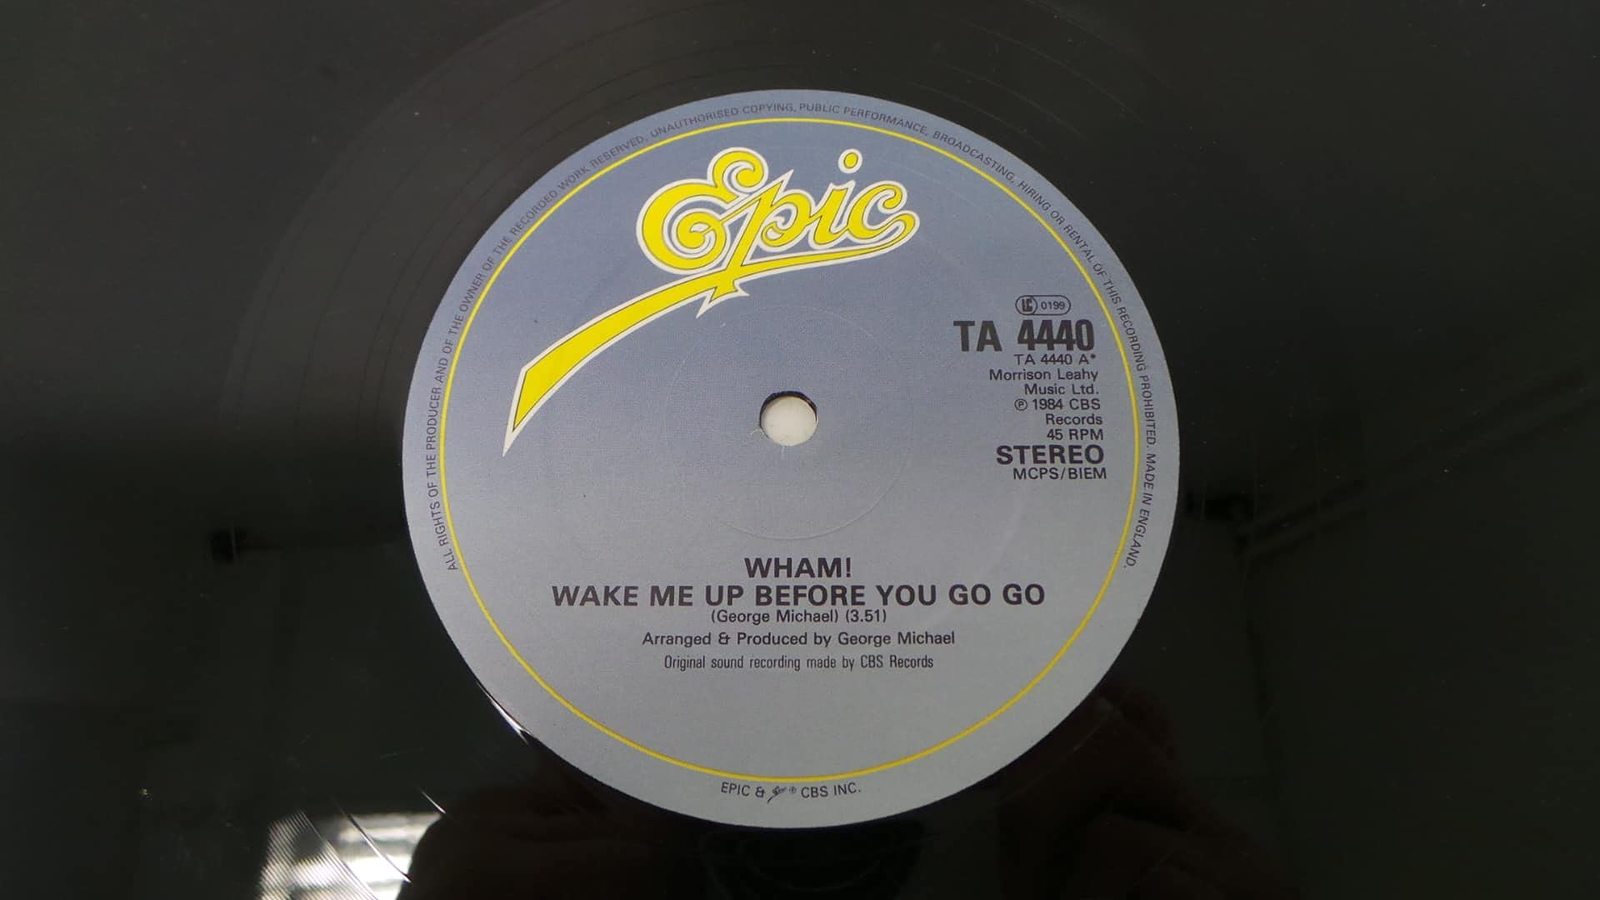 ALL RIGHTS OF THE PRODUCER AND OF THE OWNER OF THE RECORDED WORK RESERVED. UNAUTHORISED COPYING, PUBLIC PERFORMANCE, BROADCASTING, HIRING OR RENTAL OF THIS RECORDING PROHIBITED. MADE IN ENGLAND.
Epic
LC 0199
TA 4440
TA 4440 A*
Morrison Leahy
Music Ltd.
℗ 1984 CBS
Records
45 RPM
STEREO
MCPS/BIEM
WHAM!
WAKE ME UP BEFORE YOU GO GO
(George Michael) (3.51)
Arranged & Produced by George Michael
Original sound recording made by CBS Records
EPIC & Epic ® CBS INC.